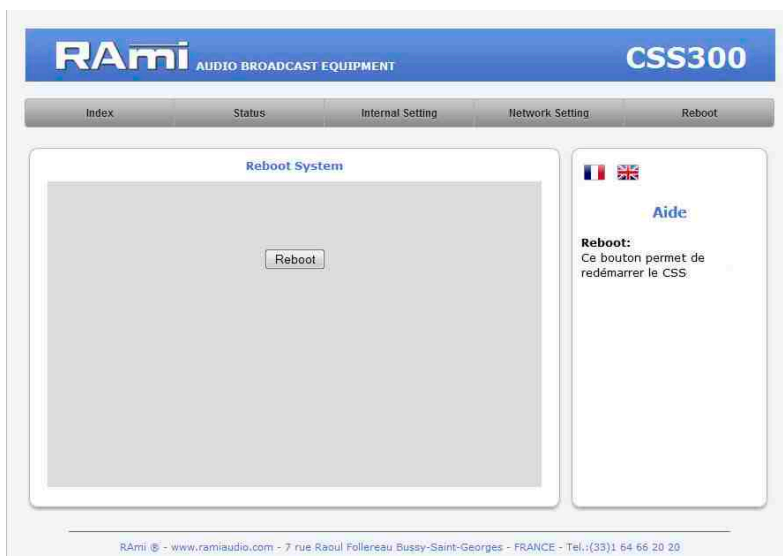 RAmi AUDIO BROADCAST EQUIPMENT
CSS300
Index Status Internal Setting Network Setting Reboot
Reboot System
Reboot
Aide
Reboot:
Ce bouton permet de
redémarrer le CSS
RAmi ® - www.ramiaudio.com - 7 rue Raoul Follereau Bussy-Saint-Georges - FRANCE - Tel.:(33)1 64 66 20 20